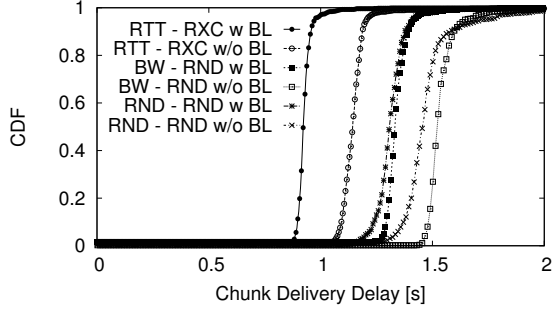 1
0.8
0.6
0.4
0.2
0
CDF
RTT - RXC w BL
RTT - RXC w/o BL
BW - RND w BL
BW - RND w/o BL
RND - RND w BL
RND - RND w/o BL
0 0.5 1 1.5 2
Chunk Delivery Delay [s]